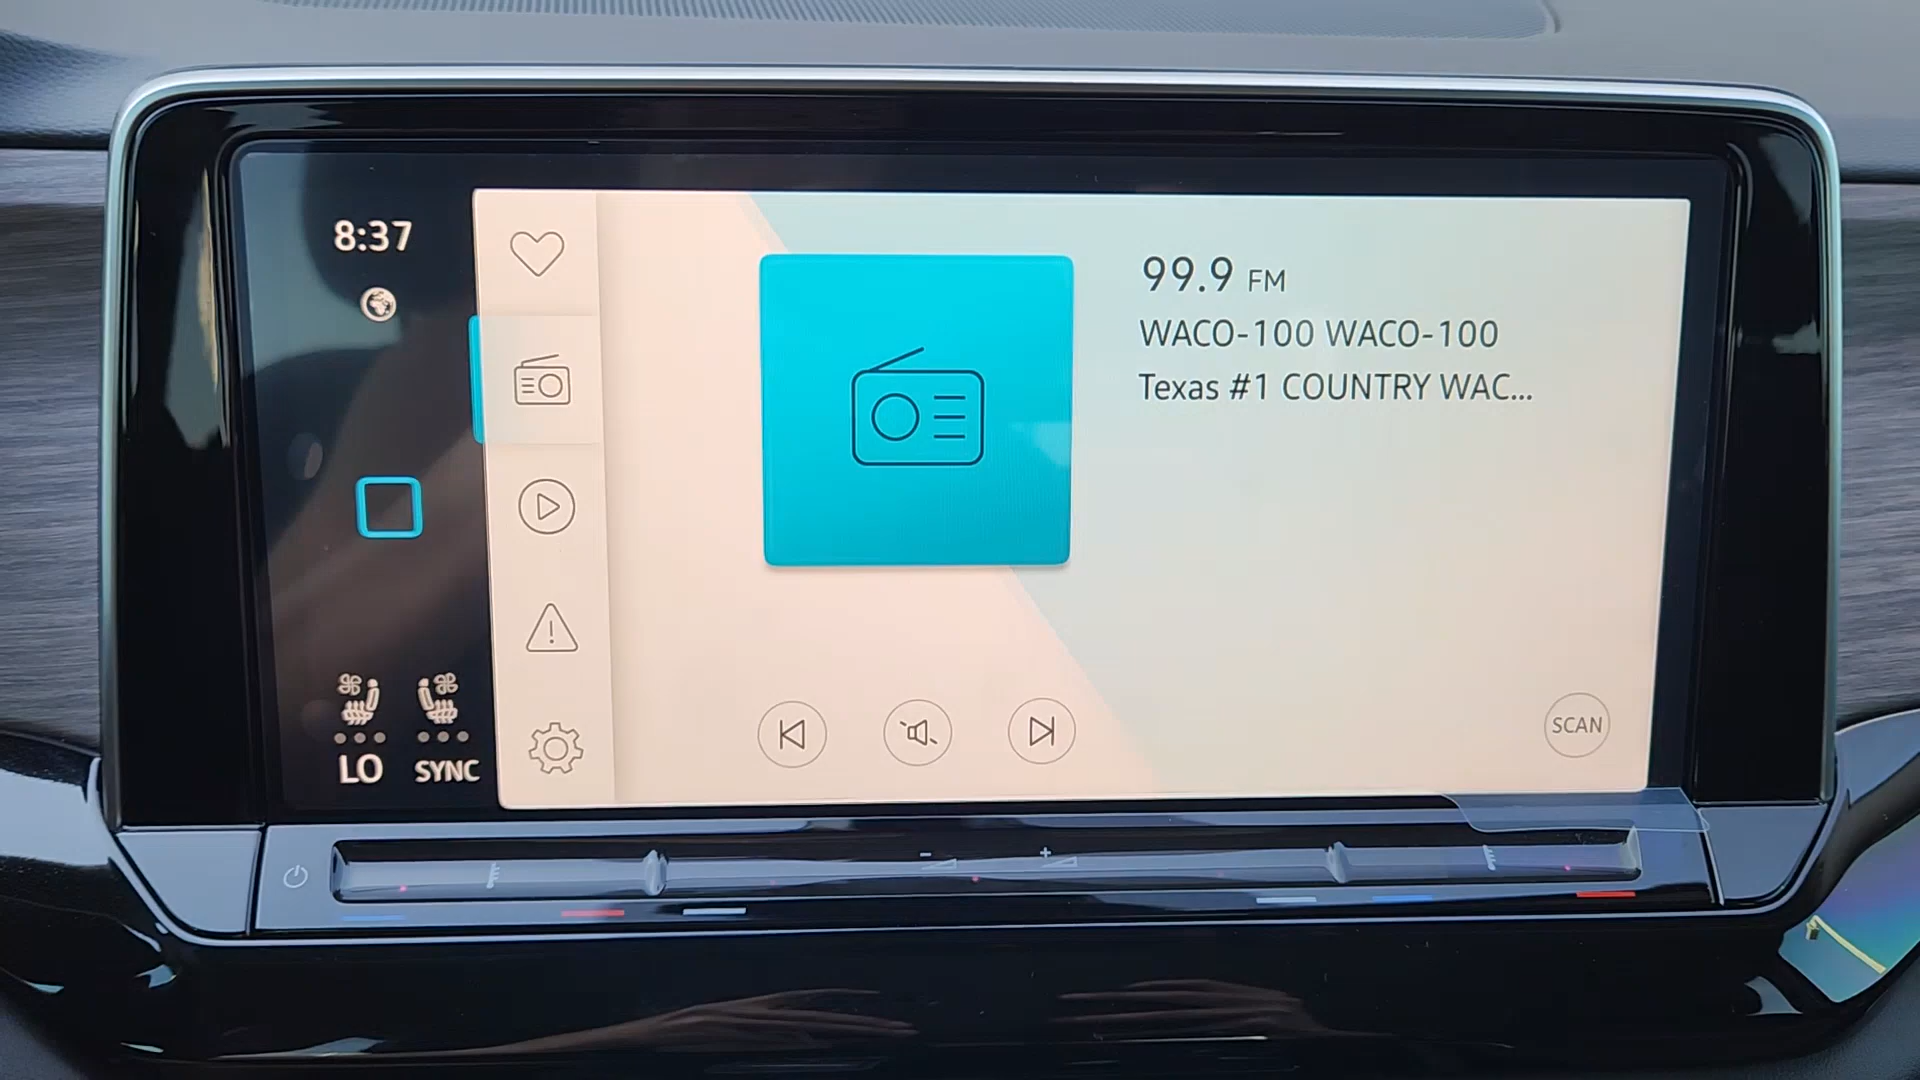 8:37
99.9 FM
WACO-100 WACO-100
Texas #1 COUNTRY WAC...
SCAN
LO
SYNC
- +